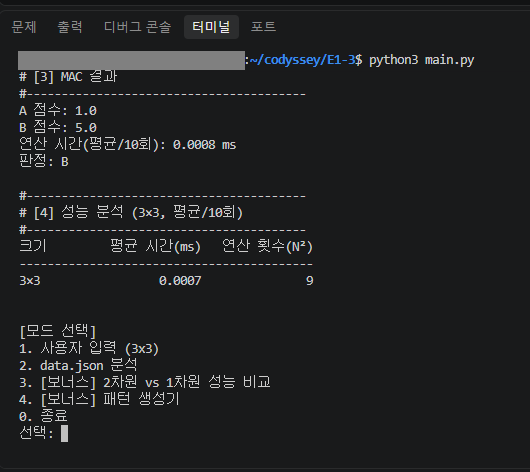 문제 출력 디버그 콘솔 터미널 포트
:~/codyssey/E1-3$ python3 main.py
# [3] MAC 결과
#----------------------------------------
A 점수: 1.0
B 점수: 5.0
연산 시간(평균/10회): 0.0008 ms
판정: B
#----------------------------------------
# [4] 성능 분석 (3×3, 평균/10회)
#----------------------------------------
크기 평균 시간(ms) 연산 횟수(N²)
------------------------------------------
3×3 0.0007 9
[모드 선택]
1. 사용자 입력 (3x3)
2. data.json 분석
3. [보너스] 2차원 vs 1차원 성능 비교
4. [보너스] 패턴 생성기
0. 종료
선택: